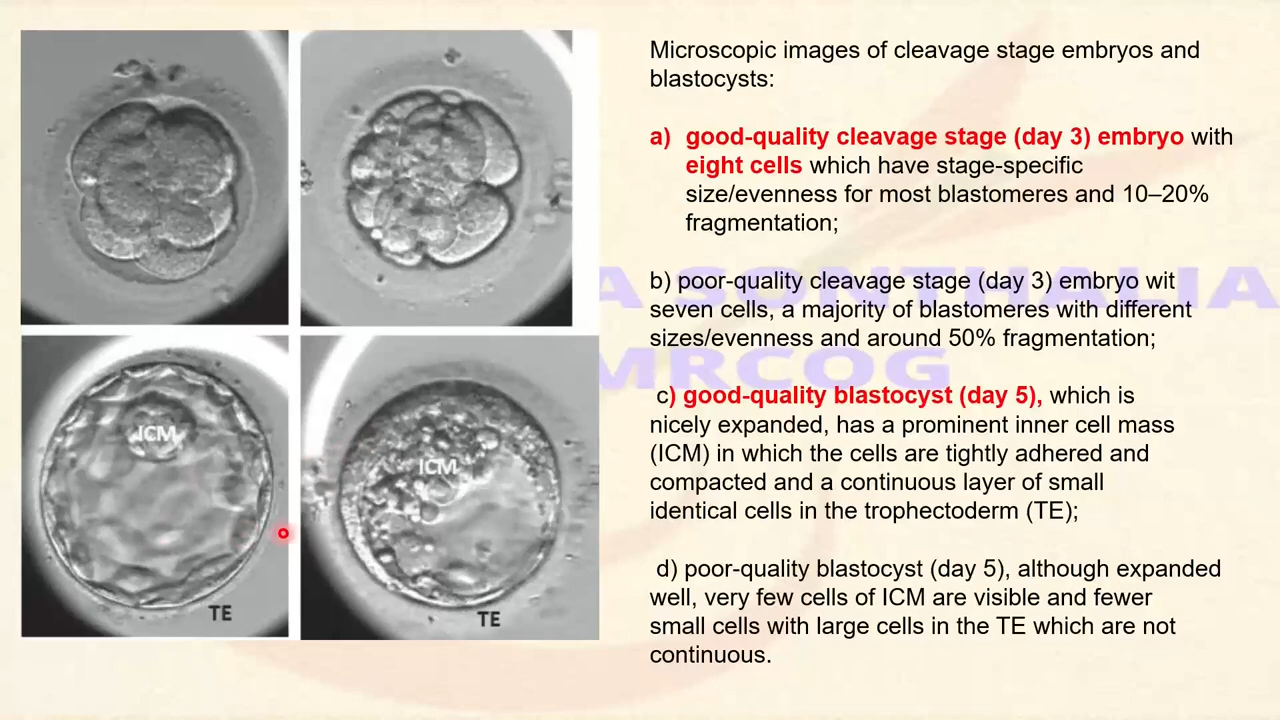 ICM
ICM
TE
TE
Microscopic images of cleavage stage embryos and
blastocysts:
a) good-quality cleavage stage (day 3) embryo with
eight cells which have stage-specific
size/evenness for most blastomeres and 10–20%
fragmentation;
b) poor-quality cleavage stage (day 3) embryo wit
seven cells, a majority of blastomeres with different
sizes/evenness and around 50% fragmentation;
c) good-quality blastocyst (day 5), which is
nicely expanded, has a prominent inner cell mass
(ICM) in which the cells are tightly adhered and
compacted and a continuous layer of small
identical cells in the trophectoderm (TE);
d) poor-quality blastocyst (day 5), although expanded
well, very few cells of ICM are visible and fewer
small cells with large cells in the TE which are not
continuous.
A SONTHALIA
MRCOG